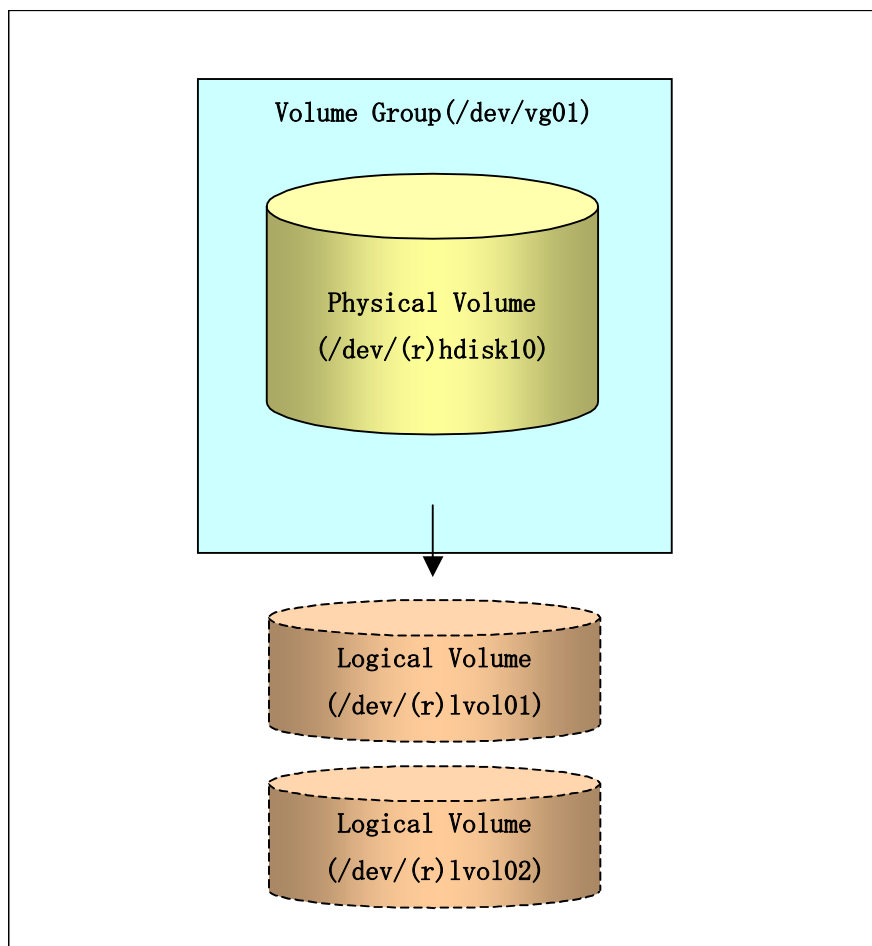 Volume Group(/dev/vg01)
Physical Volume
(/dev/(r)hdisk10)
Logical Volume
(/dev/(r)lvol01)
Logical Volume
(/dev/(r)lvol02)